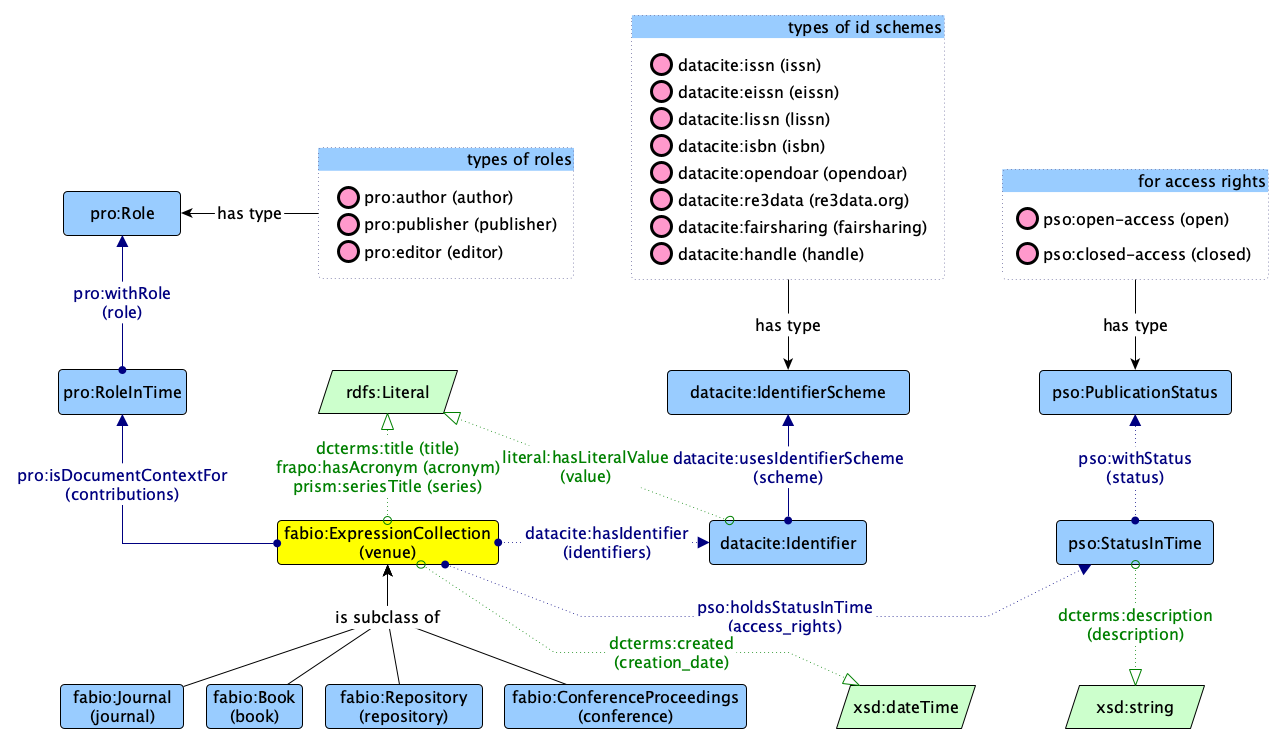 types of id schemes
datacite:issn (issn)
datacite:eissn (eissn)
datacite:lissn (lissn)
datacite:isbn (isbn)
datacite:opendoar (opendoar)
datacite:re3data (re3data.org)
datacite:fairsharing (fairsharing)
datacite:handle (handle)
types of roles
pro:author (author)
pro:publisher (publisher)
pro:editor (editor)
for access rights
pso:open-access (open)
pso:closed-access (closed)
pro:Role
has type
pro:withRole
(role)
has type
has type
pro:RoleInTime
rdfs:Literal
datacite:IdentifierScheme
pso:PublicationStatus
pro:isDocumentContextFor
(contributions)
dcterms:title (title)
frapo:hasAcronym (acronym)
prism:seriesTitle (series)
literal:hasLiteralValue
(value)
datacite:usesIdentifierScheme
(scheme)
pso:withStatus
(status)
fabio:ExpressionCollection
(venue)
datacite:hasIdentifier
(identifiers)
datacite:Identifier
pso:StatusInTime
is subclass of
pso:holdsStatusInTime
(access_rights)
dcterms:created
(creation_date)
dcterms:description
(description)
fabio:Journal
(journal)
fabio:Book
(book)
fabio:Repository
(repository)
fabio:ConferenceProceedings
(conference)
xsd:dateTime
xsd:string